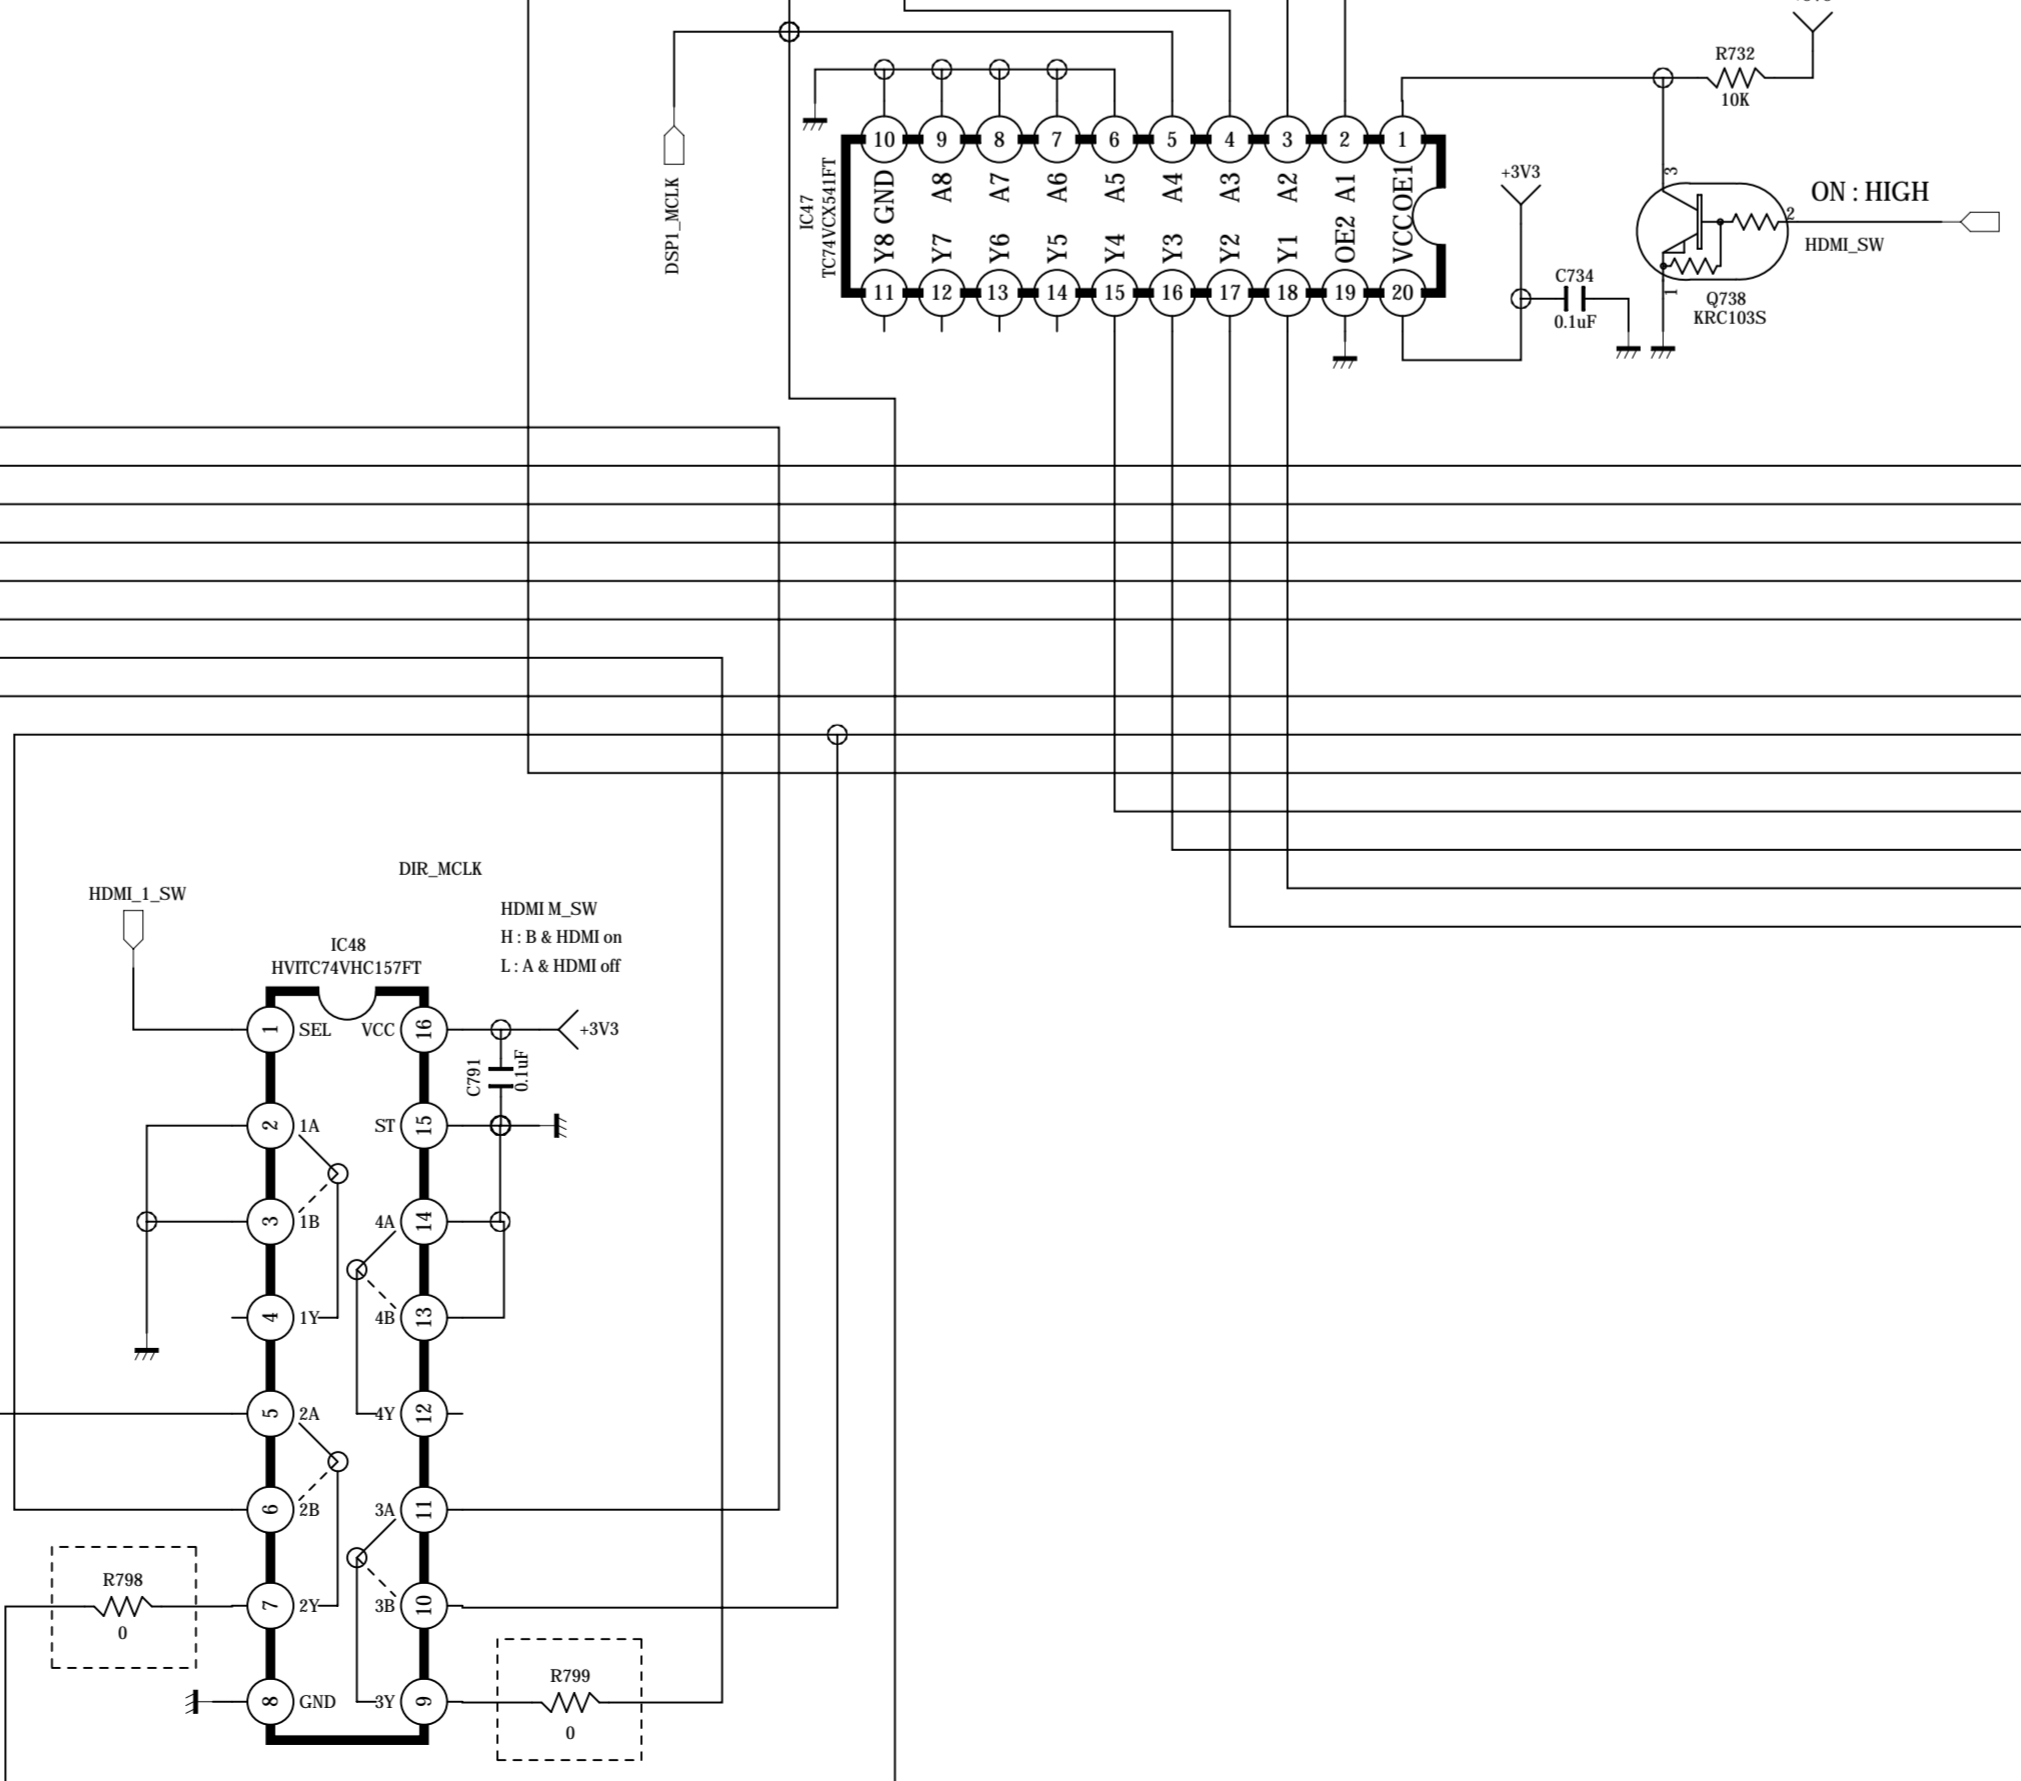 R732
10K
10
9
8
7
6
5
4
3
2
1
DSP1_MCLK
IC47
TC74VCX541FT
GND
A8
A7
A6
A5
A4
A3
A2
A1
OE1
Y8
Y7
Y6
Y5
Y4
Y3
Y2
Y1
OE2
VCC
11
12
13
14
15
16
17
18
19
20
+3V3
C734
0.1uF
3
2
1
ON : HIGH
HDMI_SW
Q738
KRC103S
DIR_MCLK
HDMI_1_SW
HDMI M_SW
H : B & HDMI on
L : A & HDMI off
IC48
HVITC74VHC157FT
1 SEL VCC 16
+3V3
C791
0.1uF
2 1A ST 15
3 1B 4A 14
4 1Y 4B 13
5 2A 4Y 12
6 2B 3A 11
R798
0
7 2Y 3B 10
8 GND 3Y 9
R799
0